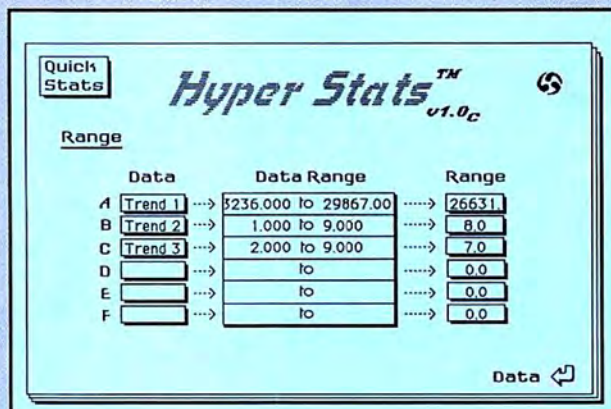 Quick
Stats
Hyper Stats™
v1.0c
Range
Data Data Range Range
A Trend 1 3236.000 to 29867.00 26631.
B Trend 2 1.000 to 9.000 8.0
C Trend 3 2.000 to 9.000 7.0
D to 0.0
E to 0.0
F to 0.0
Data